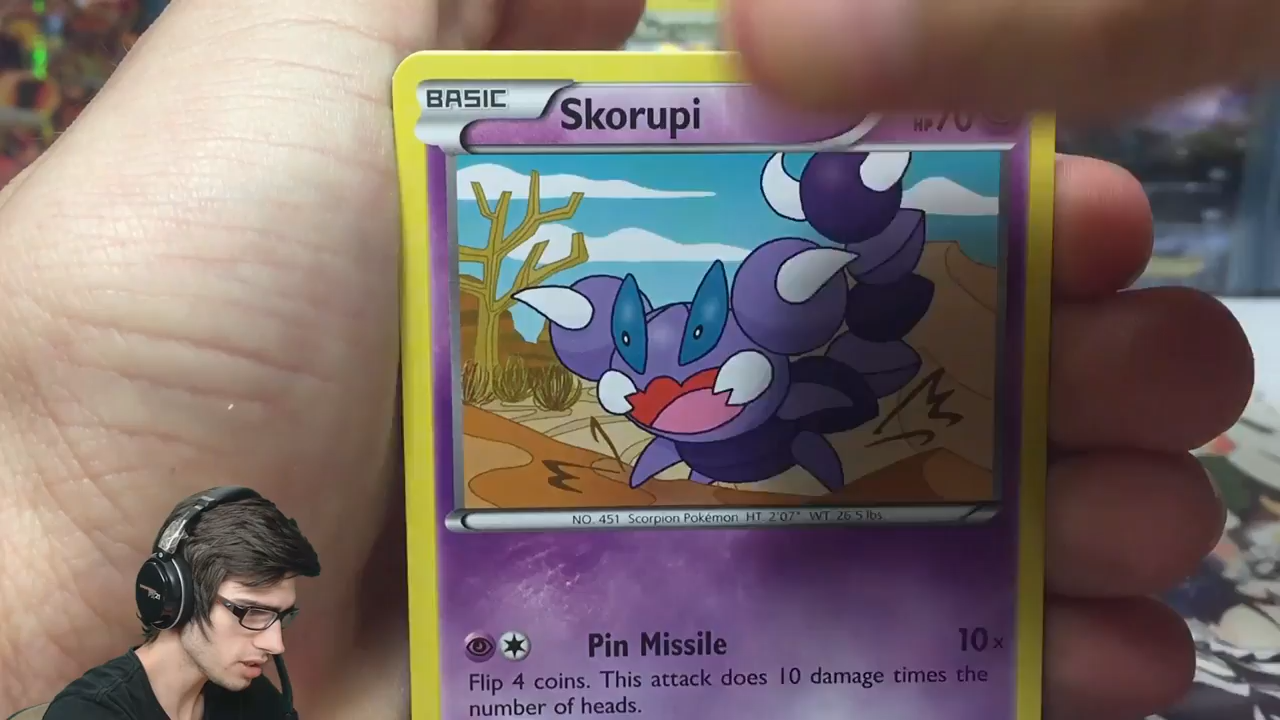 BASIC Skorupi HP 70
NO. 451 Scorpion Pokémon HT. 2'07" WT. 26.5 lbs.
Pin Missile 10×
Flip 4 coins. This attack does 10 damage times the
number of heads.